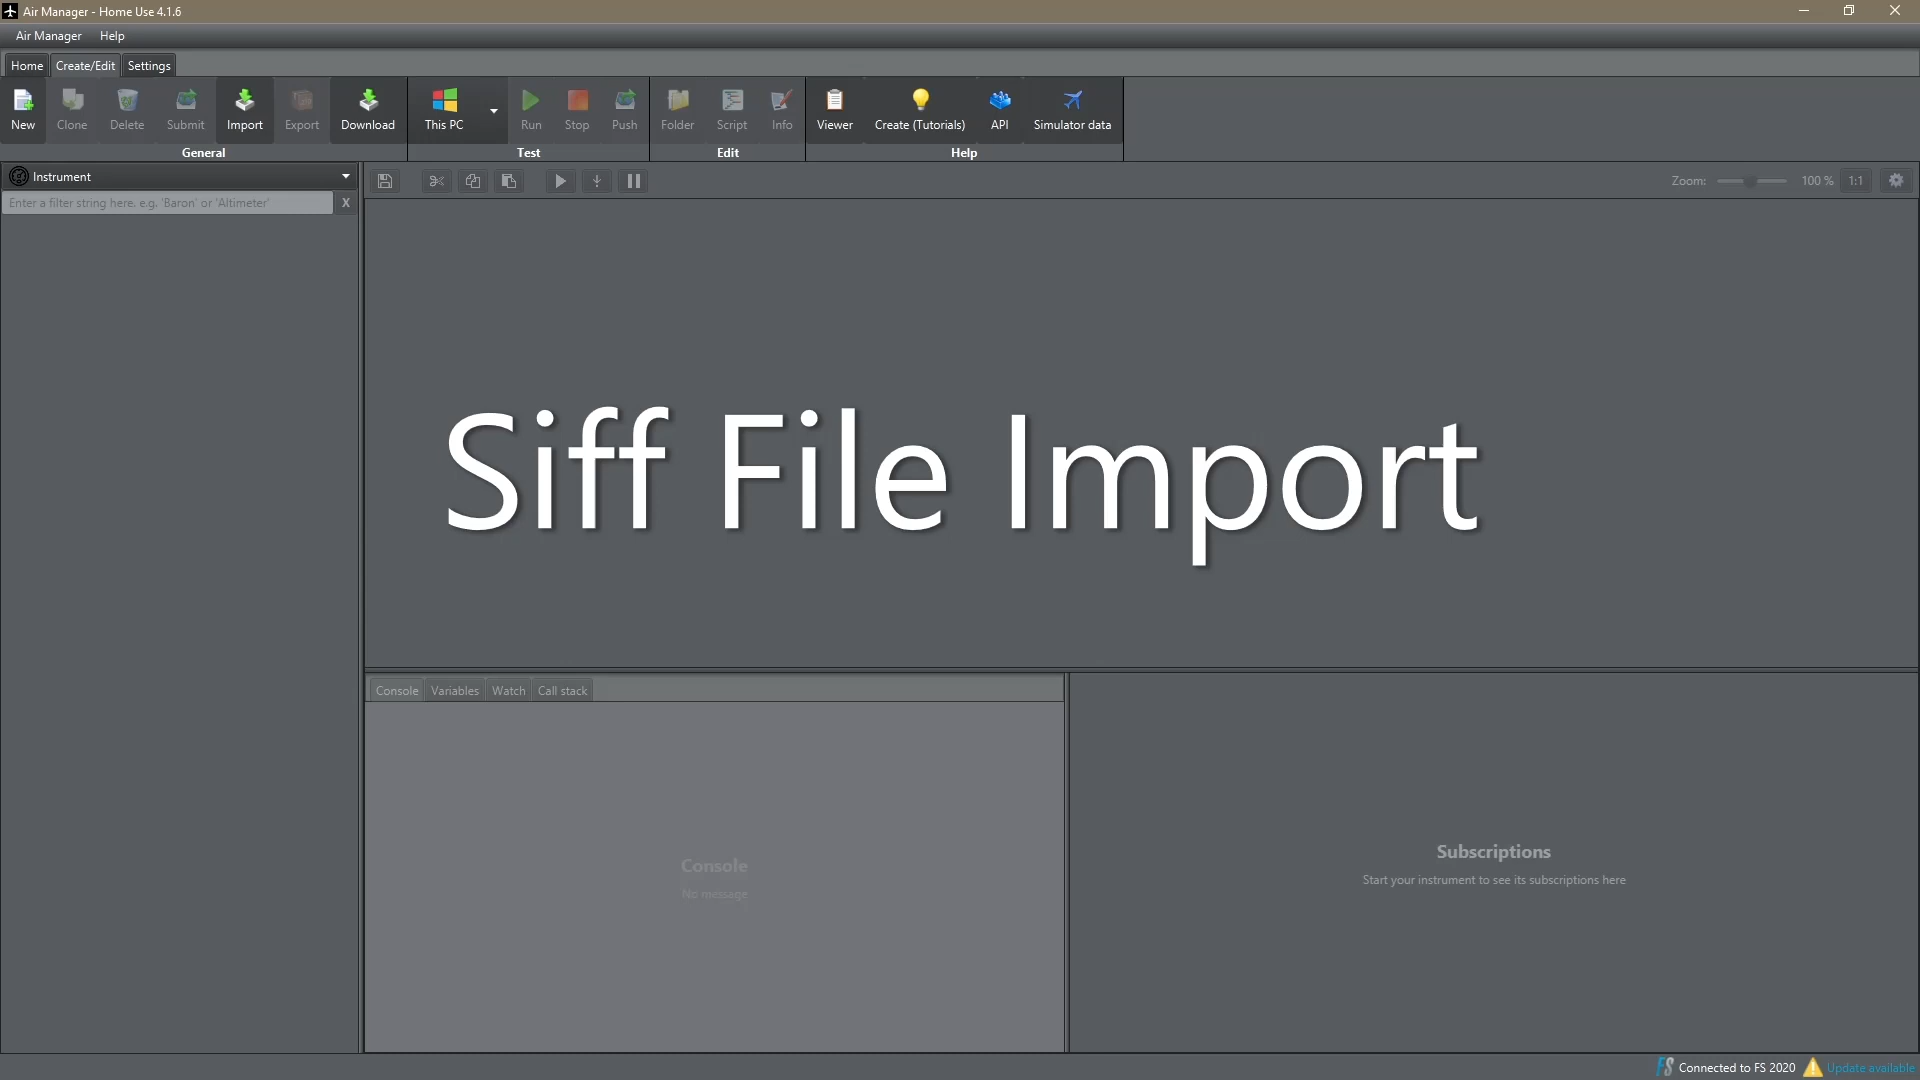 Air Manager - Home Use 4.1.6
Air Manager Help
Home Create/Edit Settings
New Clone Delete Submit Import Export Download This PC Run Stop Push Folder Script Info Viewer Create (Tutorials) API Simulator data
General Test Edit Help
Instrument
Zoom: 100 % 1:1
Enter a filter string here. e.g. 'Baron' or 'Altimeter' X
Siff File Import
Console Variables Watch Call stack
Console
No message
Subscriptions
Start your instrument to see its subscriptions here
FS Connected to FS 2020 Update available